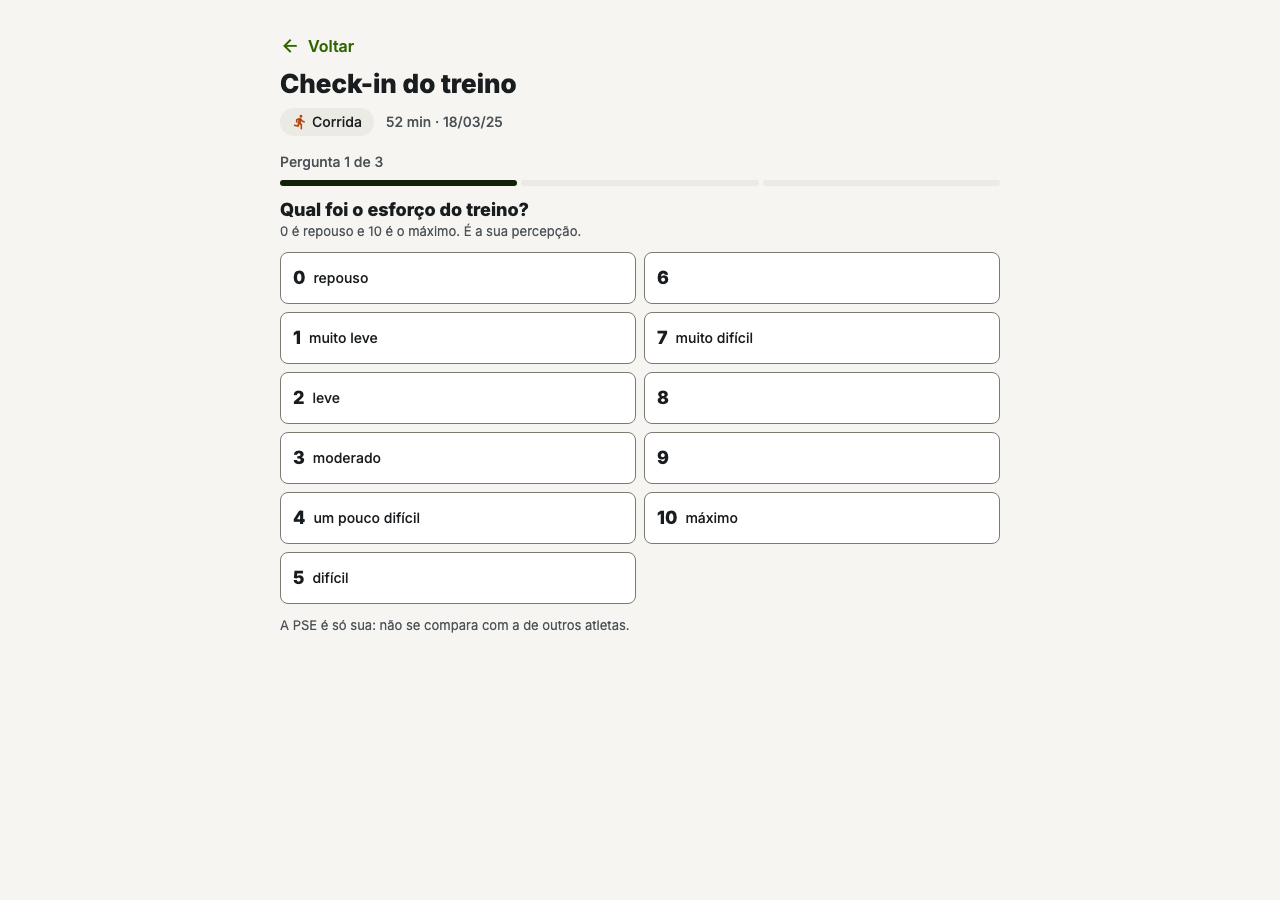 Voltar
Check-in do treino
Corrida
52 min · 18/03/25
Pergunta 1 de 3
Qual foi o esforço do treino?
0 é repouso e 10 é o máximo. É a sua percepção.
0 repouso
1 muito leve
2 leve
3 moderado
4 um pouco difícil
5 difícil
6
7 muito difícil
8
9
10 máximo
A PSE é só sua: não se compara com a de outros atletas.